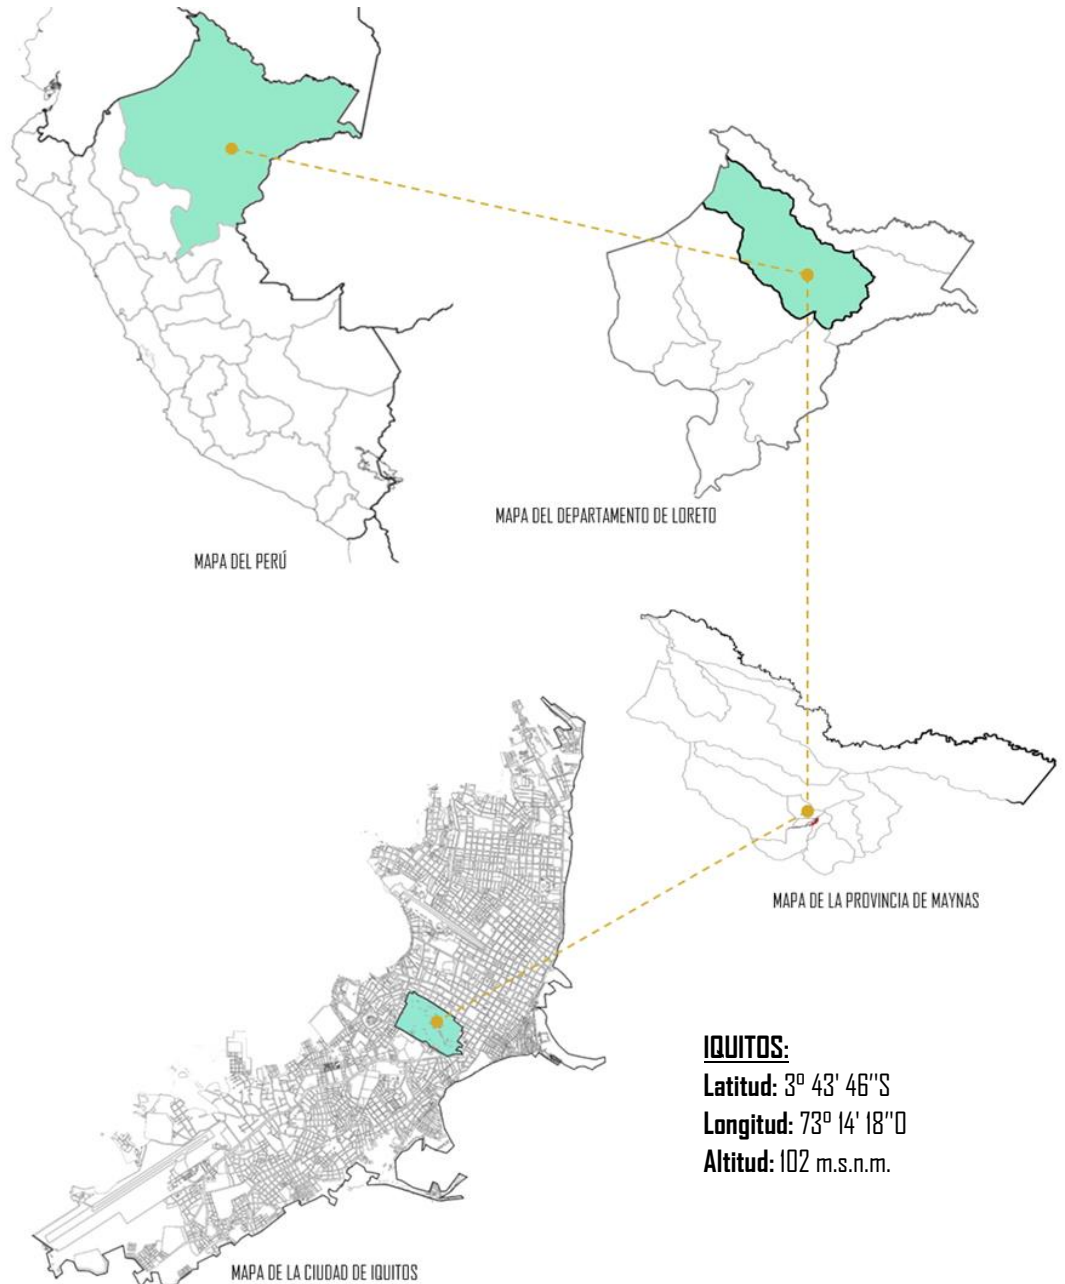 MAPA DEL PERÚ
MAPA DEL DEPARTAMENTO DE LORETO
MAPA DE LA PROVINCIA DE MAYNAS
IQUITOS:
Latitud: 3º 43' 46''S
Longitud: 73º 14' 18''O
Altitud: 102 m.s.n.m.
MAPA DE LA CIUDAD DE IQUITOS